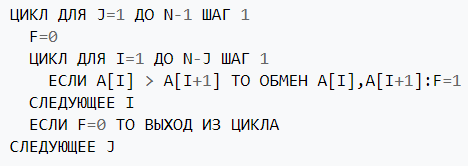 ЦИКЛ ДЛЯ J=1 ДО N-1 ШАГ 1
F=0
ЦИКЛ ДЛЯ I=1 ДО N-J ШАГ 1
ЕСЛИ A[I] > A[I+1] ТО ОБМЕН A[I],A[I+1]:F=1
СЛЕДУЮЩЕЕ I
ЕСЛИ F=0 ТО ВЫХОД ИЗ ЦИКЛА
СЛЕДУЮЩЕЕ J